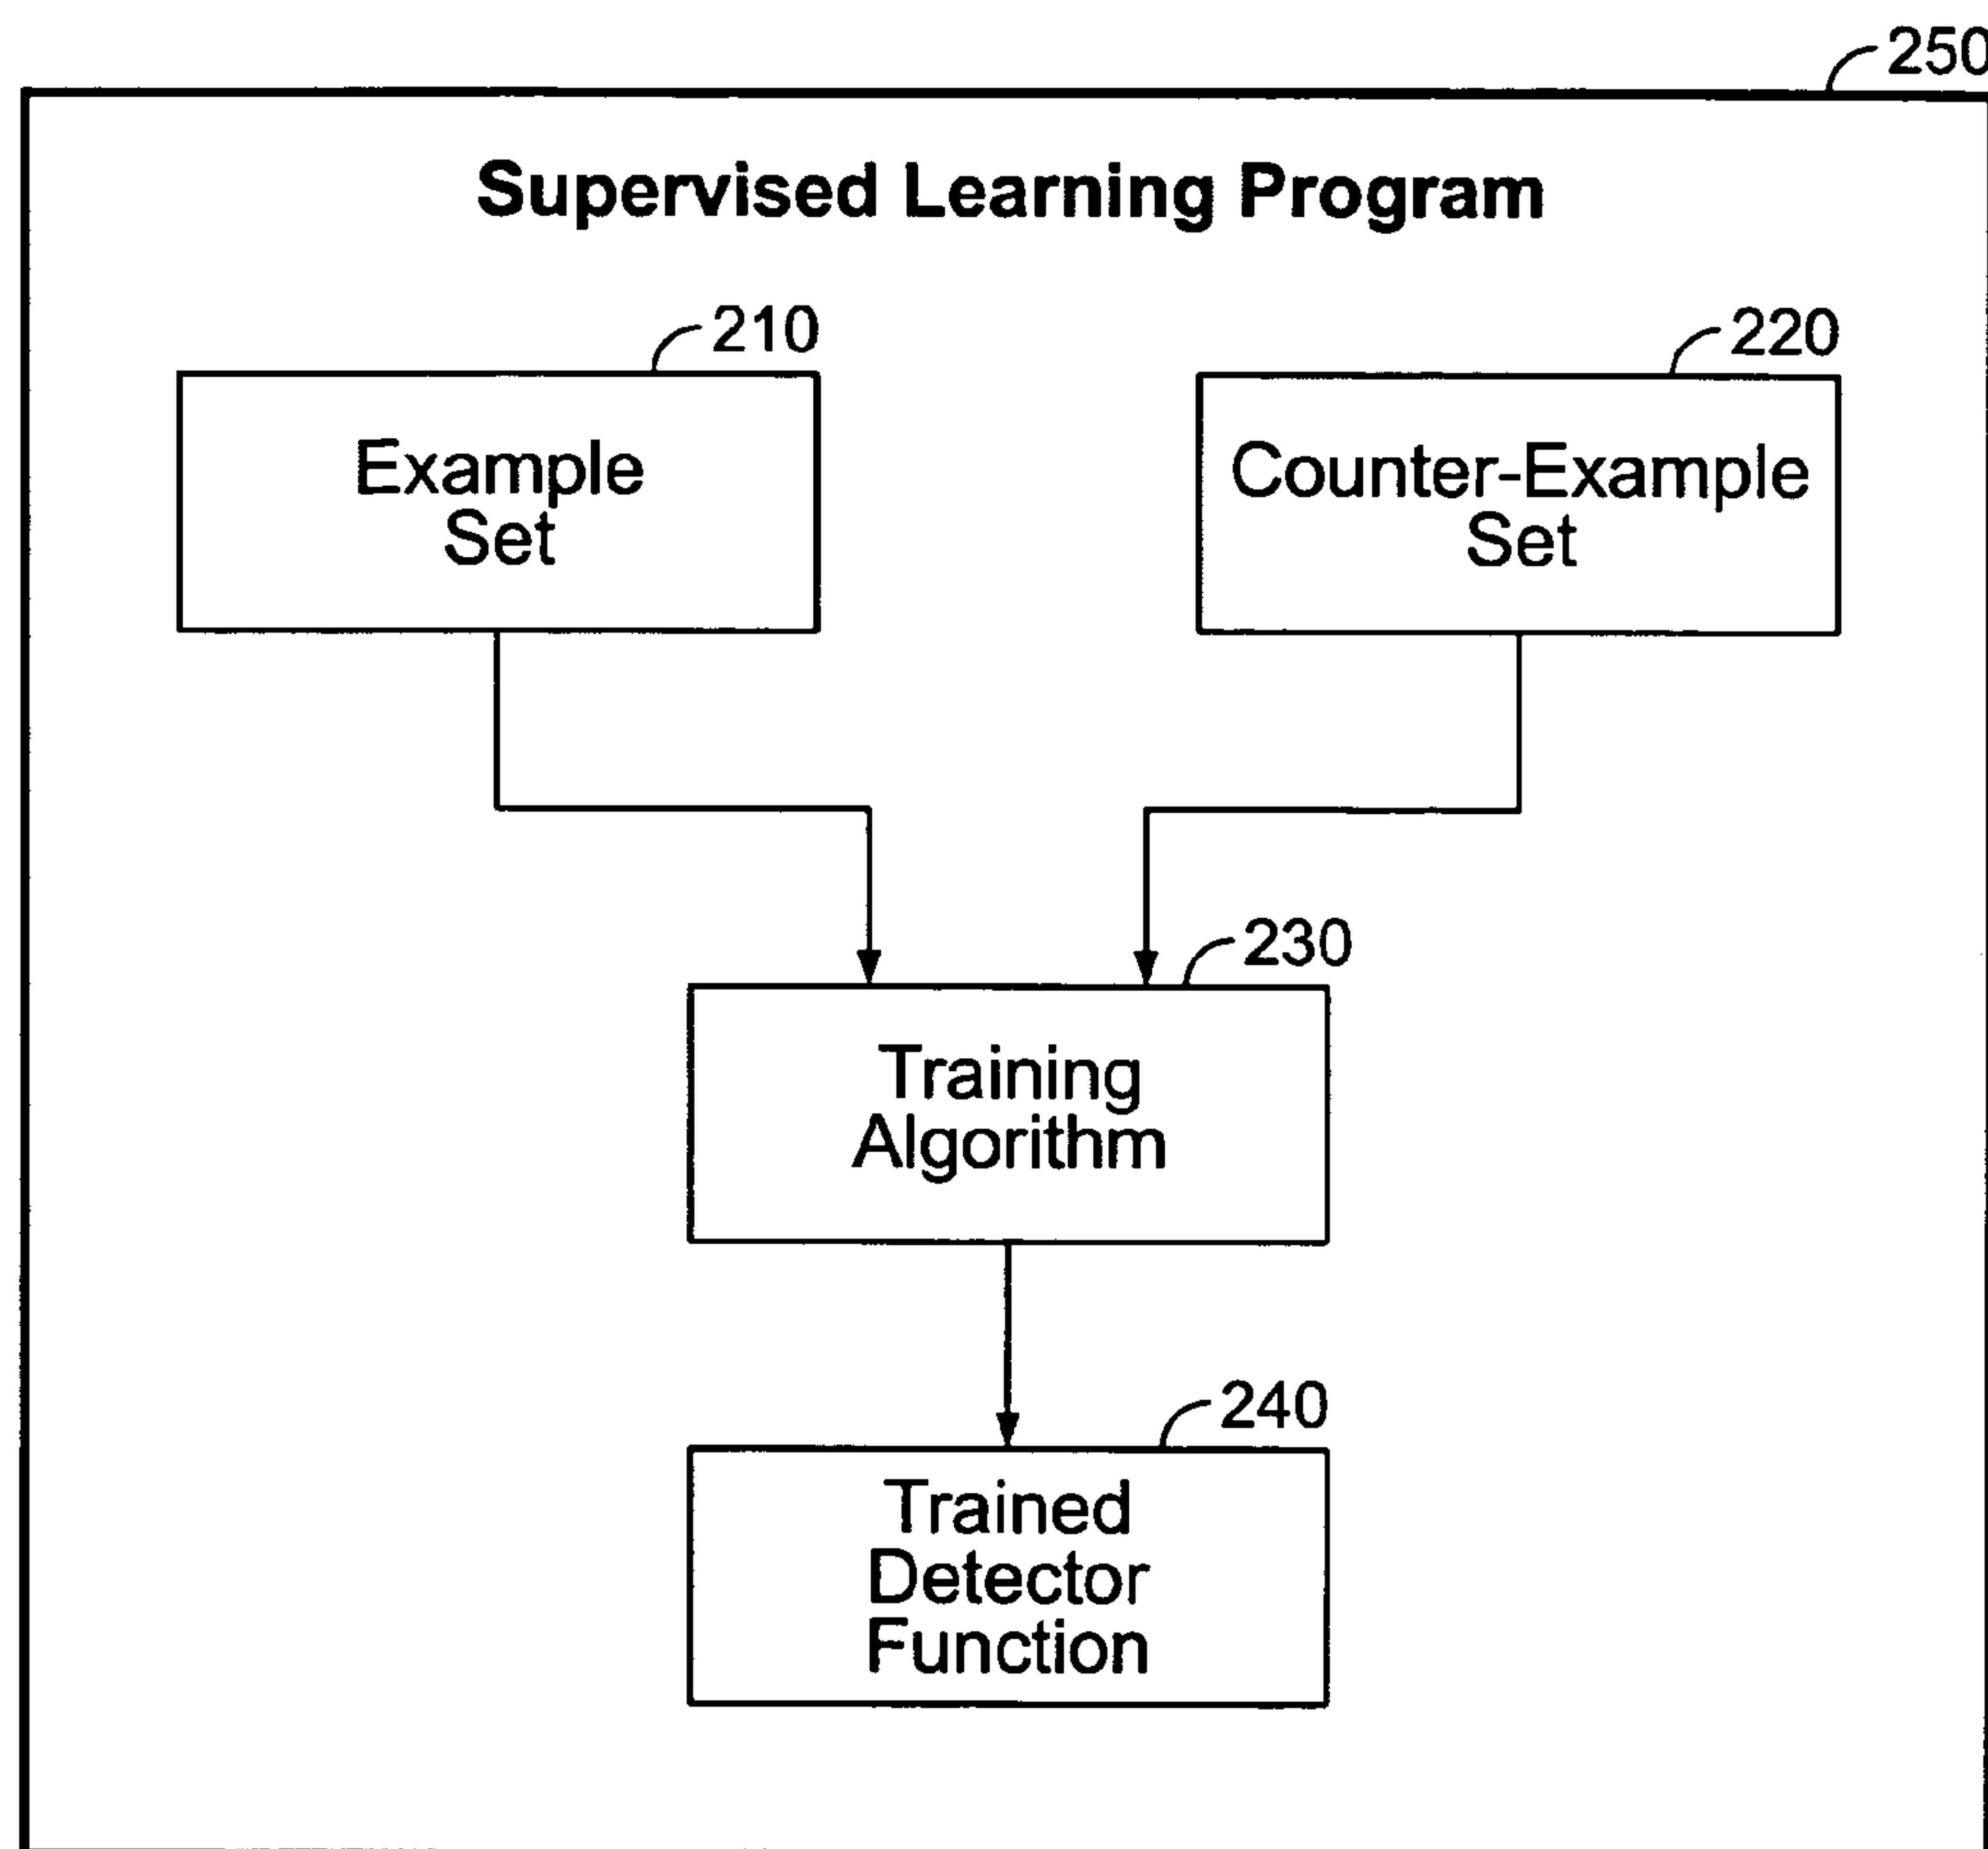 250
Supervised Learning Program
210
220
Example
Set
Counter-Example
Set
230
Training
Algorithm
240
Trained
Detector
Function